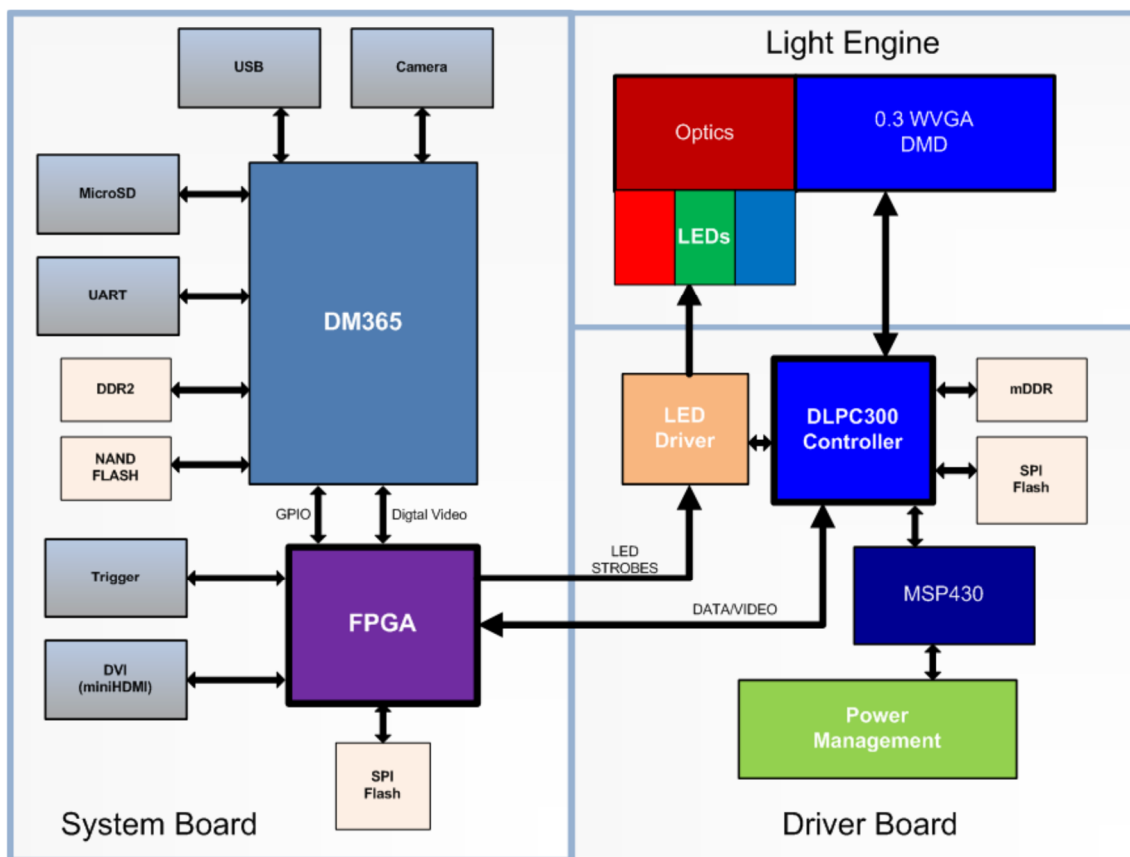 USB
Camera
MicroSD
UART
DM365
DDR2
NAND
FLASH
GPIO
Digtal Video
Trigger
FPGA
DVI
(miniHDMI)
SPI
Flash
System Board
Light Engine
Optics
0.3 WVGA
DMD
LEDs
LED
Driver
DLPC300
Controller
mDDR
SPI
Flash
LED
STROBES
DATA/VIDEO
MSP430
Power
Management
Driver Board